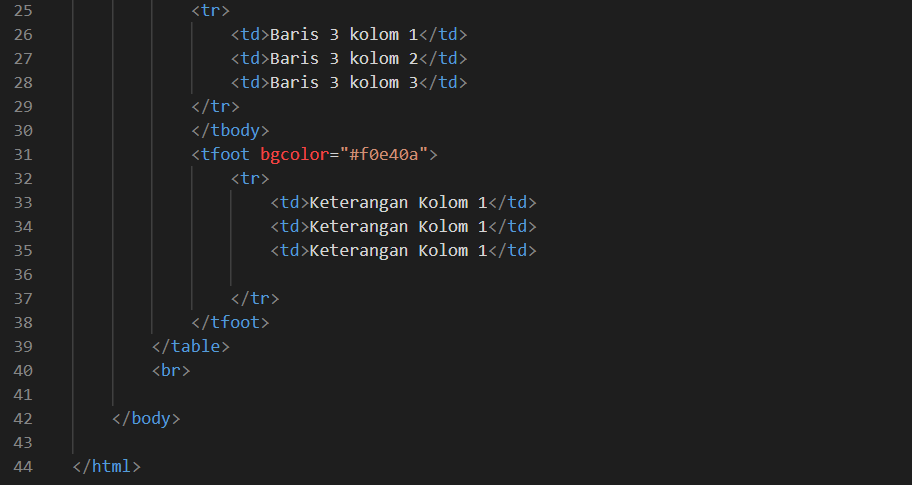 25 <tr>
26 <td>Baris 3 kolom 1</td>
27 <td>Baris 3 kolom 2</td>
28 <td>Baris 3 kolom 3</td>
29 </tr>
30 </tbody>
31 <tfoot bgcolor="#f0e40a">
32 <tr>
33 <td>Keterangan Kolom 1</td>
34 <td>Keterangan Kolom 1</td>
35 <td>Keterangan Kolom 1</td>
36
37 </tr>
38 </tfoot>
39 </table>
40 <br>
41
42 </body>
43
44 </html>